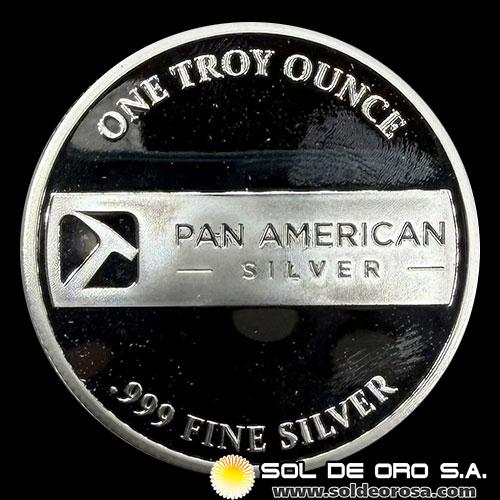 ONE TROY OUNCE
PAN AMERICAN
— SILVER —
.999 FINE SILVER
SOL DE ORO S.A.
www.soldeorosa.com